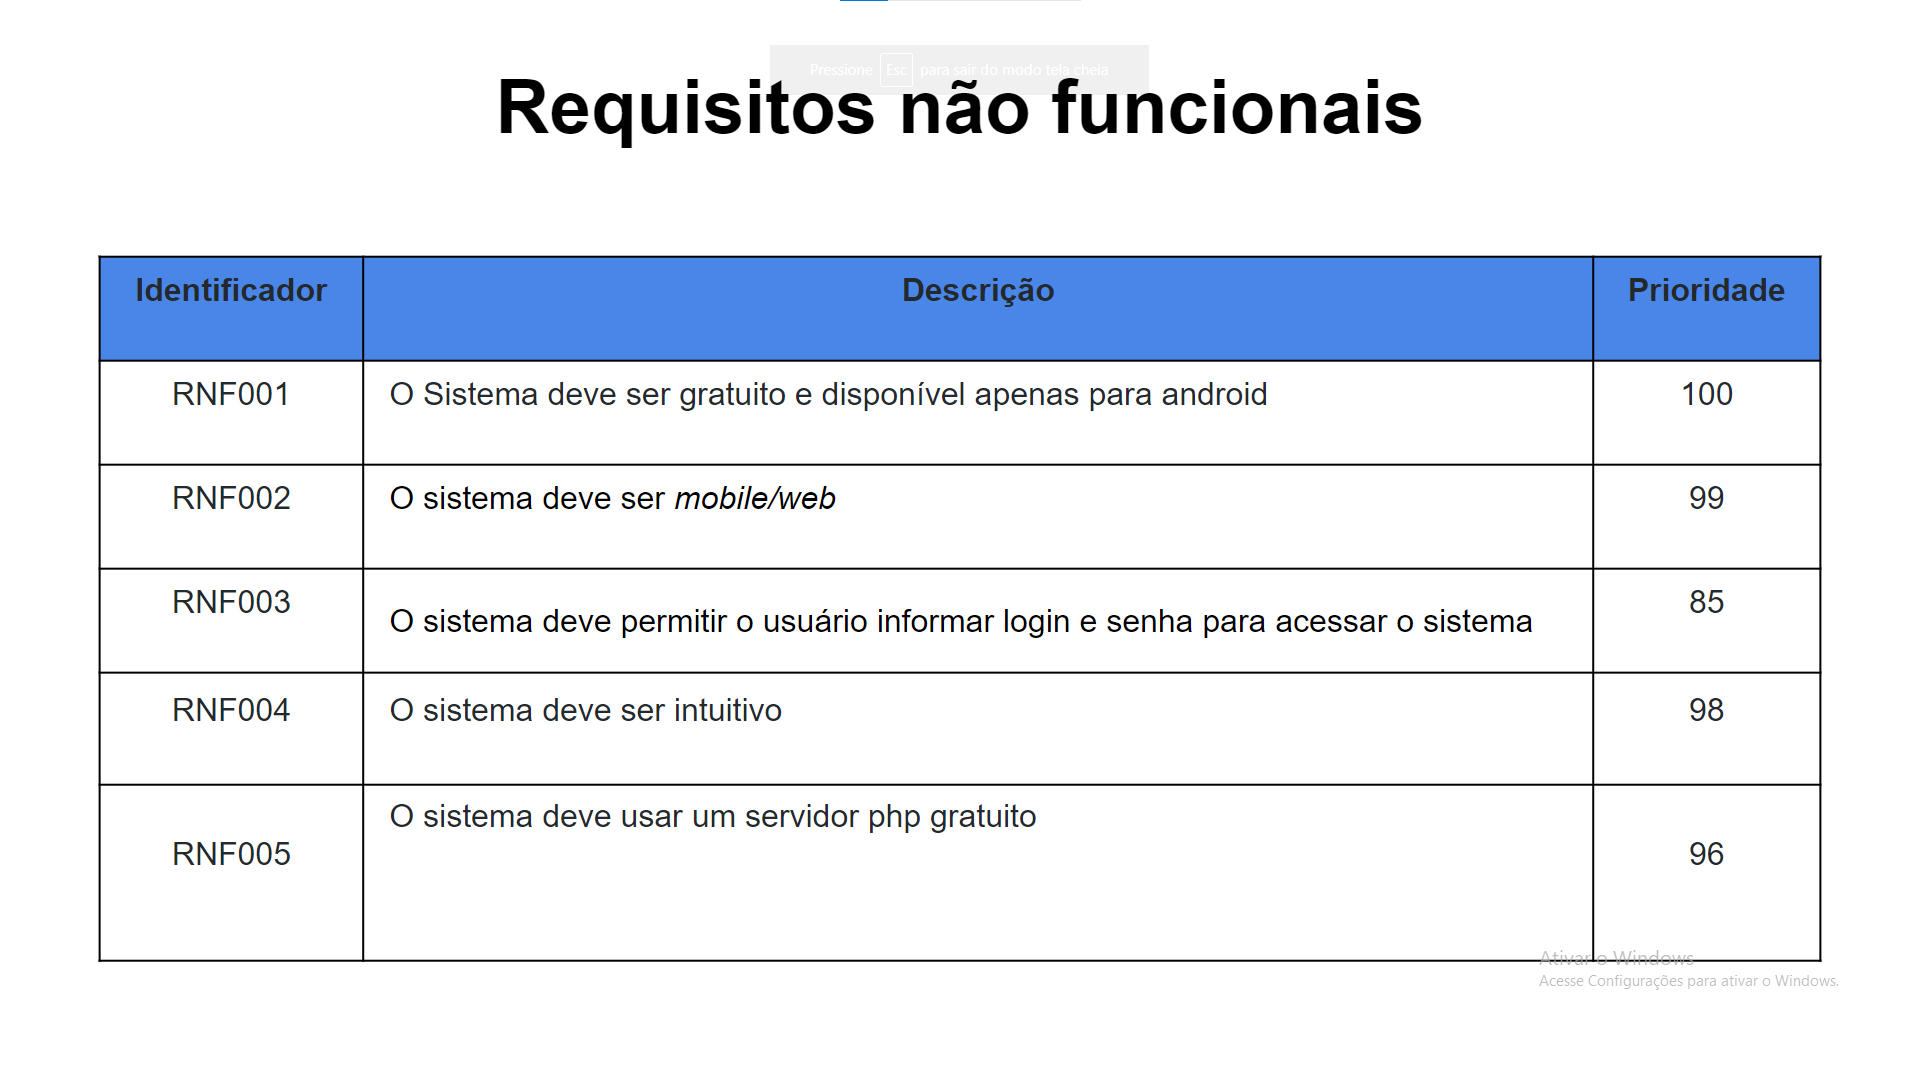 Pressione Esc para sair do modo tela cheia
Requisitos não funcionais
Identificador Descrição Prioridade
RNF001 O Sistema deve ser gratuito e disponível apenas para android 100
RNF002 O sistema deve ser mobile/web 99
RNF003 O sistema deve permitir o usuário informar login e senha para acessar o sistema 85
RNF004 O sistema deve ser intuitivo 98
RNF005 O sistema deve usar um servidor php gratuito 96
Ativar o Windows
Acesse Configurações para ativar o Windows.